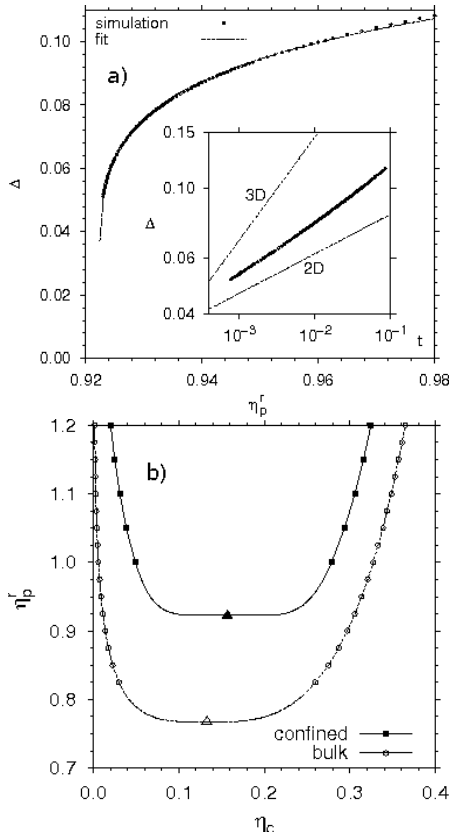 0.10
0.08
0.06
0.04
0.02
0.00
Δ
simulation
fit
a)
0.15
0.10
0.06
0.04
Δ
3D
2D
10⁻³ 10⁻² 10⁻¹ t
0.92 0.94 0.96 0.98
η_p^r
1.2
1.1
1.0
0.9
0.8
0.7
η_p^r
b)
confined
bulk
0.0 0.1 0.2 0.3 0.4
η_c